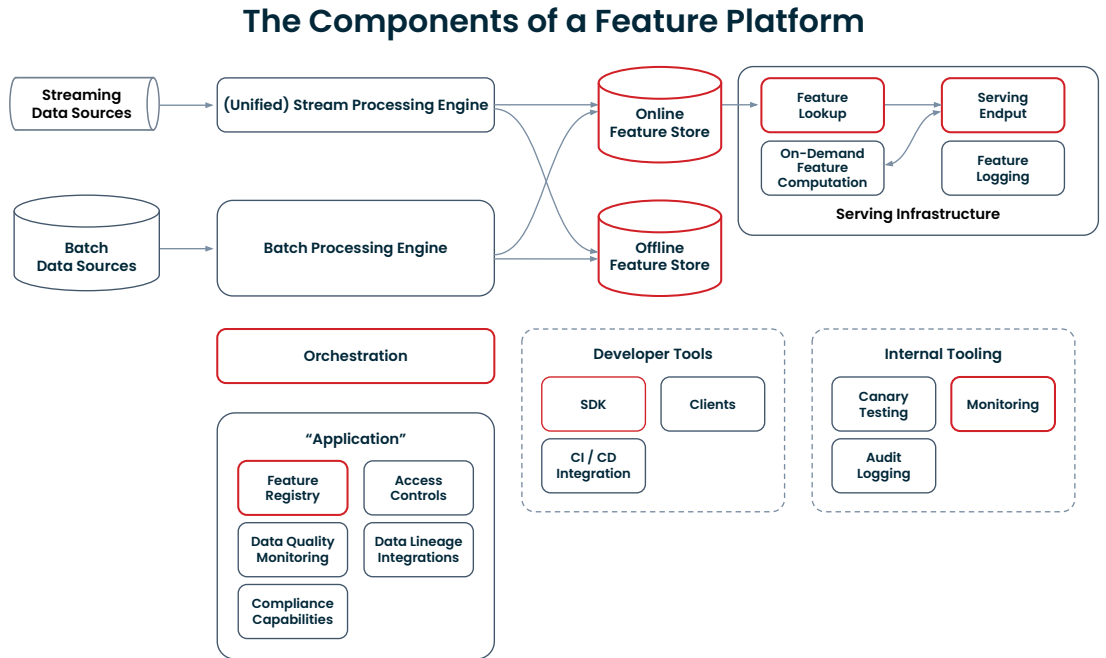 The Components of a Feature Platform
Streaming
Data Sources
(Unified) Stream Processing Engine
Online
Feature Store
Feature
Lookup
Serving
Endput
On-Demand
Feature
Computation
Feature
Logging
Serving Infrastructure
Batch
Data Sources
Batch Processing Engine
Offline
Feature Store
Orchestration
Developer Tools
SDK
Clients
CI / CD
Integration
Internal Tooling
Canary
Testing
Monitoring
Audit
Logging
“Application”
Feature
Registry
Access
Controls
Data Quality
Monitoring
Data Lineage
Integrations
Compliance
Capabilities